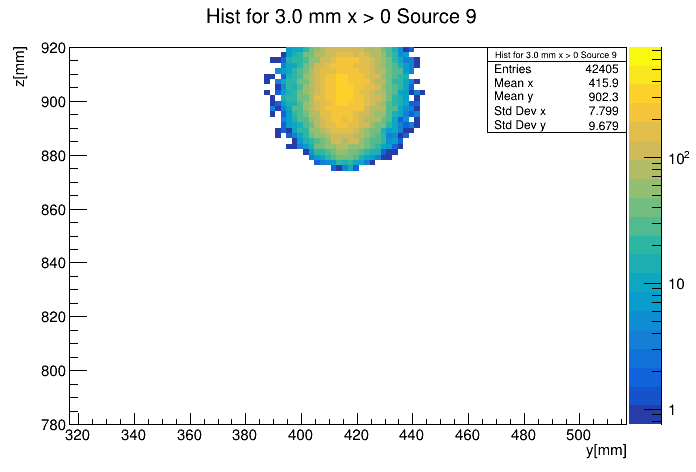 Hist for 3.0 mm x > 0 Source 9
z[mm]
920
900
880
860
840
820
800
780
320
340
360
380
400
420
440
460
480
500
y[mm]
Hist for 3.0 mm x > 0 Source 9
Entries 42405
Mean x 415.9
Mean y 902.3
Std Dev x 7.799
Std Dev y 9.679
10²
10
1